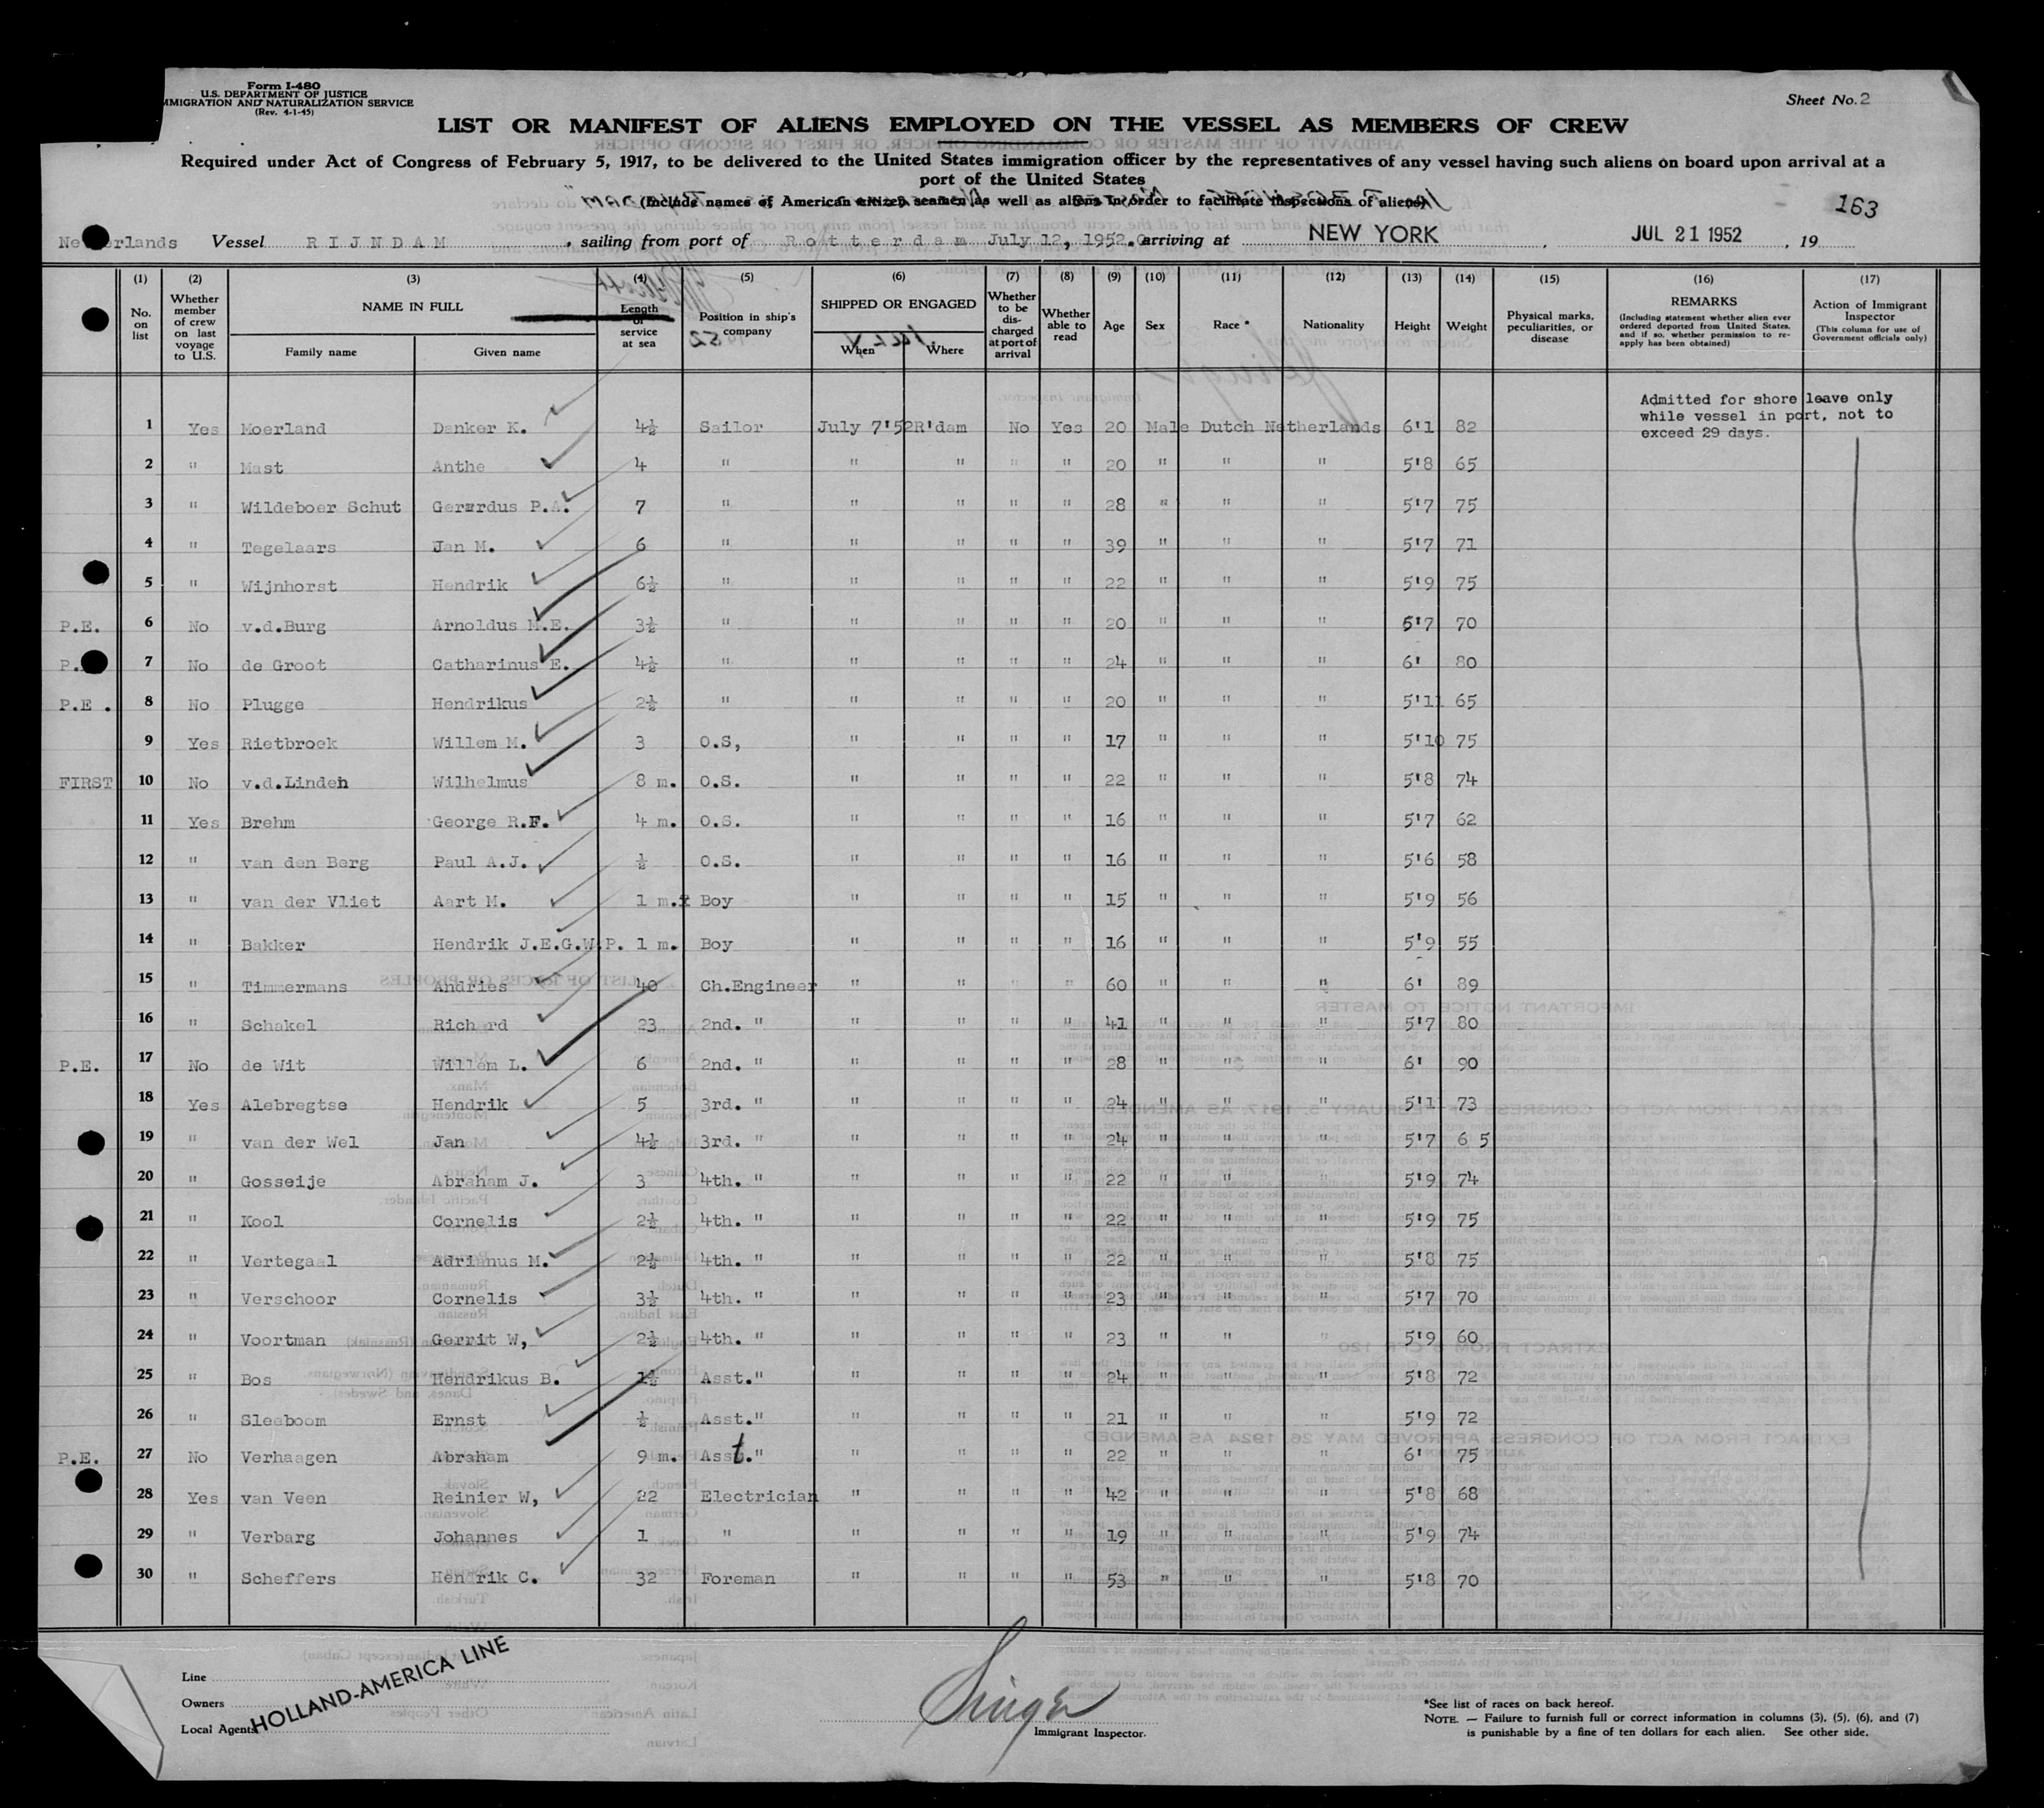 Form I-480
U.S. DEPARTMENT OF JUSTICE
IMMIGRATION AND NATURALIZATION SERVICE
(Rev. 4-1-45)
Sheet No. 2
LIST OR MANIFEST OF ALIENS EMPLOYED ON THE VESSEL AS MEMBERS OF CREW
Required under Act of Congress of February 5, 1917, to be delivered to the United States immigration officer by the representatives of any vessel having such aliens on board upon arrival at a
port of the United States
(Include names of American citizen seamen as well as aliens in order to facilitate inspections of aliens)
163
Netherlands Vessel RIJNDAM, sailing from port of Rotterdam July 12, 1952. arriving at NEW YORK, JUL 21 1952, 19
(1) No. on list (2) Whether member of crew on last voyage to U.S. (3) NAME IN FULL Family name Given name (4) Length of service at sea (5) Position in ship's company (6) SHIPPED OR ENGAGED When Where (7) Whether to be discharged at port of arrival (8) Whether able to read (9) Age (10) Sex (11) Race * (12) Nationality (13) Height (14) Weight (15) Physical marks, peculiarities, or disease (16) REMARKS (Including statement whether alien ever ordered deported from United States, and if so, whether permission to reapply has been obtained) (17) Action of Immigrant Inspector (This column for use of Government officials only)
Admitted for shore leave only
while vessel in port, not to
exceed 29 days.
1 Yes Moerland Danker K. 4½ Sailor July 7'52 R'dam No Yes 20 Male Dutch Netherlands 6'1 82
2 " Mast Anthe 4 " " " " " 20 " " " 5'8 65
3 " Wildeboer Schut Gerardus P.A. 7 " " " " " 28 " " " 5'7 75
4 " Tegelaars Jan M. 6 " " " " " 39 " " " 5'7 71
5 " Wijnhorst Hendrik 6½ " " " " " 22 " " " 5'9 75
P.E. 6 No v.d.Burg Arnoldus M.E. 3½ " " " " " 20 " " " 5'7 70
P. 7 No de Groot Catharinus E. 4½ " " " " " 24 " " " 6' 80
P.E . 8 No Plugge Hendrikus 2½ " " " " " 20 " " " 5'11 65
9 Yes Rietbroek Willem M. 3 O.S, " " " " 17 " " " 5'10 75
FIRST 10 No v.d.Linden Wilhelmus 8 m. O.S. " " " " 22 " " " 5'8 74
11 Yes Brehm George R.F. 4 m. O.S. " " " " 16 " " " 5'7 62
12 " van den Berg Paul A.J. ½ O.S. " " " " 16 " " " 5'6 58
13 " van der Vliet Aart M. 1 m. Boy " " " " 15 " " " 5'9 56
14 " Bakker Hendrik J.E.G.W.P. 1 m. Boy " " " " 16 " " " 5'9 55
15 " Timmermans Andries 40 Ch.Engineer " " " " 60 " " " 6' 89
16 " Schakel Richard 23 2nd. " " " " " 41 " " " 5'7 80
P.E. 17 No de Wit Willem L. 6 2nd. " " " " " 28 " " " 6' 90
18 Yes Alebregtse Hendrik 5 3rd. " " " " " 24 " " " 5'11 73
19 " van der Wel Jan 4½ 3rd. " " " " " 24 " " " 5'7 6 5
20 " Gosseije Abraham J. 3 4th. " " " " " 22 " " " 5'9 74
21 " Kool Cornelis 2½ 4th. " " " " " 22 " " " 5'9 75
22 " Vertegaal Adrianus M. 2½ 4th. " " " " " 22 " " " 5'8 75
23 " Verschoor Cornelis 3½ 4th. " " " " " 23 " " " 5'7 70
24 " Voortman Gerrit W, 2½ 4th. " " " " " 23 " " " 5'9 60
25 " Bos Hendrikus B. 1½ Asst." " " " " 24 " " " 5'8 72
26 " Sleeboom Ernst ½ Asst." " " " " 21 " " " 5'9 72
P.E. 27 No Verhaagen Abraham 9 m. Asst." " " " " 22 " " " 6' 75
28 Yes van Veen Reinier W, 22 Electrician " " " " 42 " " " 5'8 68
29 " Verbarg Johannes 1 " " " " " 19 " " " 5'9 74
30 " Scheffers Hendrik C. 32 Foreman " " " " 53 " " " 5'8 70
Line
Owners
Local Agents
HOLLAND-AMERICA LINE
Singer
Immigrant Inspector.
*See list of races on back hereof.
NOTE. — Failure to furnish full or correct information in columns (3), (5), (6), and (7)
is punishable by a fine of ten dollars for each alien. See other side.